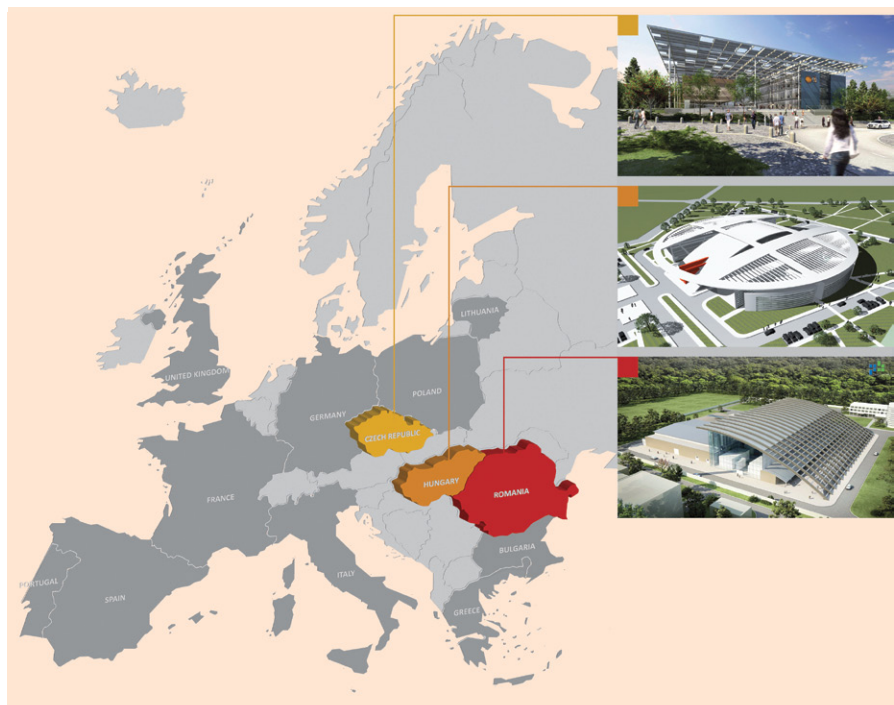 LITHUANIA
UNITED KINGDOM
POLAND
GERMANY
CZECH REPUBLIC
HUNGARY
FRANCE
ROMANIA
BULGARIA
ITALY
PORTUGAL
SPAIN
GREECE